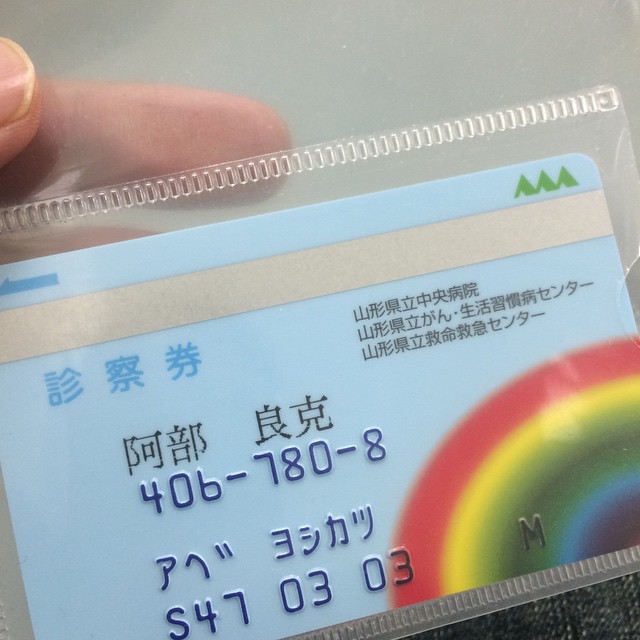 山形県立中央病院
山形県立がん・生活習慣病センター
山形県立救命救急センター
診察券
阿部 良克
406-780-8
アベ ヨシカツ
S47 03 03 M